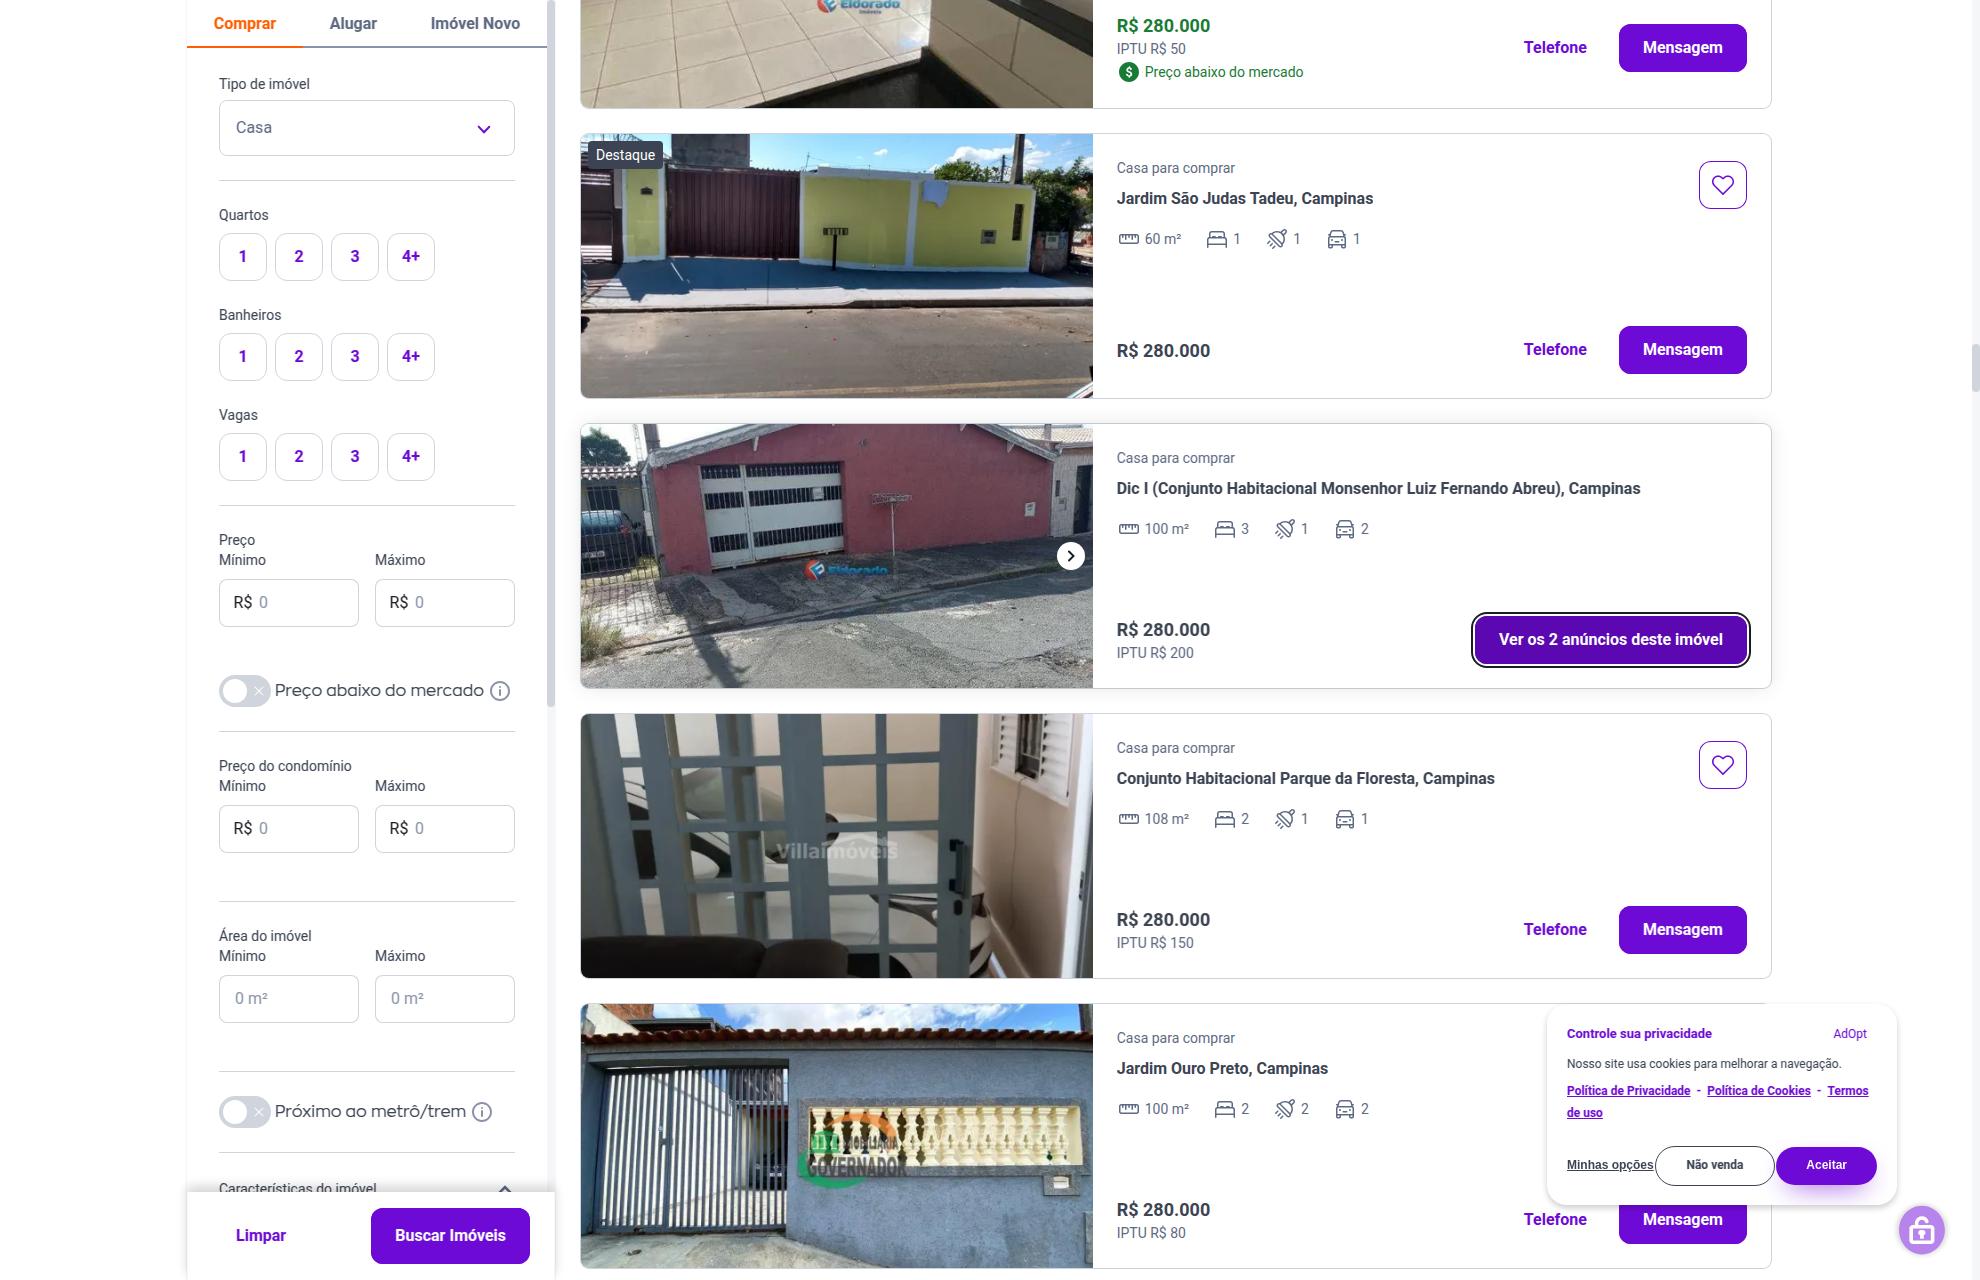 Comprar
Alugar
Imóvel Novo
Tipo de imóvel
Casa
Quartos
1
2
3
4+
Banheiros
1
2
3
4+
Vagas
1
2
3
4+
Preço
Mínimo
Máximo
R$ 0
R$ 0
Preço abaixo do mercado
Preço do condomínio
Mínimo
Máximo
R$ 0
R$ 0
Área do imóvel
Mínimo
Máximo
0 m²
0 m²
Próximo ao metrô/trem
Características do imóvel
Limpar
Buscar Imóveis
Eldorado
Imóveis
R$ 280.000
IPTU R$ 50
Preço abaixo do mercado
Telefone
Mensagem
Destaque
Casa para comprar
Jardim São Judas Tadeu, Campinas
60 m²
1
1
1
R$ 280.000
Telefone
Mensagem
Eldorado
Casa para comprar
Dic I (Conjunto Habitacional Monsenhor Luiz Fernando Abreu), Campinas
100 m²
3
1
2
R$ 280.000
IPTU R$ 200
Ver os 2 anúncios deste imóvel
Villaimóveis
Casa para comprar
Conjunto Habitacional Parque da Floresta, Campinas
108 m²
2
1
1
R$ 280.000
IPTU R$ 150
Telefone
Mensagem
IMOBILIÁRIA
GOVERNADOR
Casa para comprar
Jardim Ouro Preto, Campinas
100 m²
2
2
2
R$ 280.000
IPTU R$ 80
Telefone
Mensagem
Controle sua privacidade
AdOpt
Nosso site usa cookies para melhorar a navegação.
Política de Privacidade - Política de Cookies - Termos
de uso
Minhas opções
Não venda
Aceitar